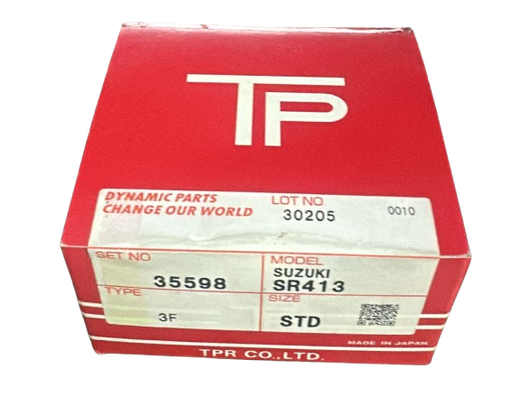 TP
DYNAMIC PARTS
CHANGE OUR WORLD
LOT NO
30205
0010
SET NO
35598
MODEL
SUZUKI
SR413
TYPE
3F
SIZE
STD
MADE IN JAPAN
TPR CO.,LTD.